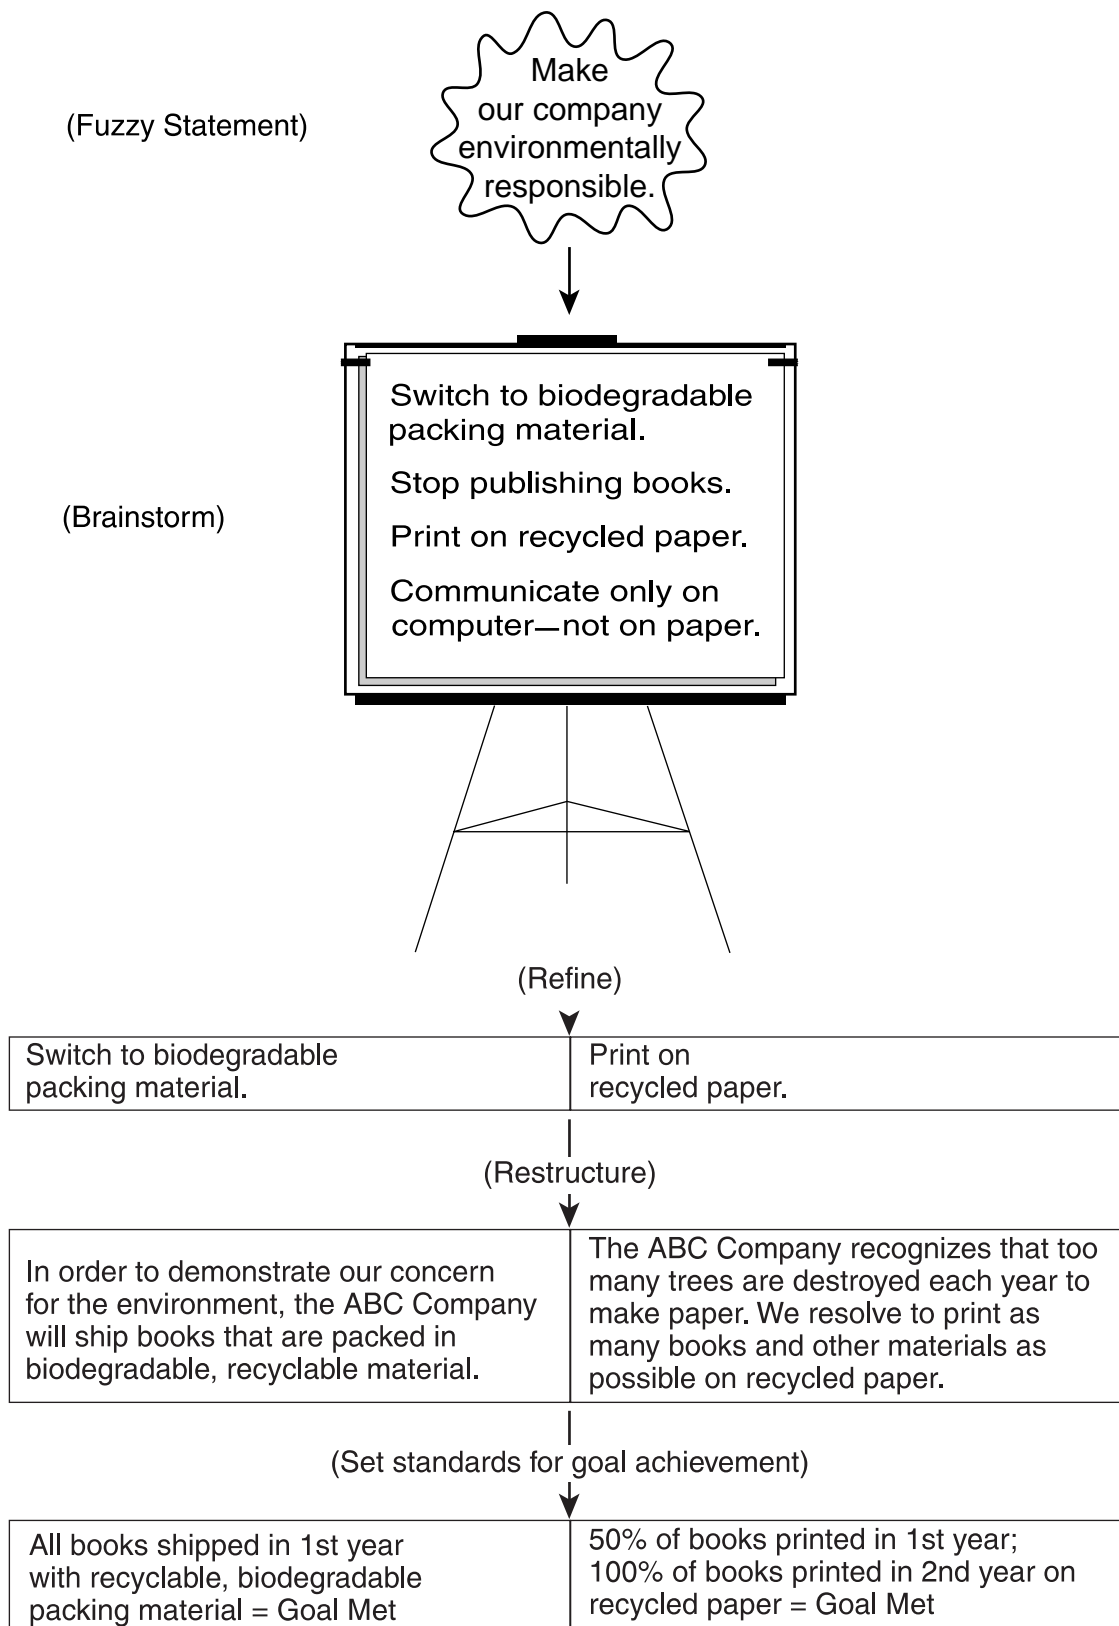 (Fuzzy Statement)
Make
our company
environmentally
responsible.
(Brainstorm)
Switch to biodegradable
packing material.
Stop publishing books.
Print on recycled paper.
Communicate only on
computer—not on paper.
(Refine)
Switch to biodegradable
packing material.
Print on
recycled paper.
(Restructure)
In order to demonstrate our concern
for the environment, the ABC Company
will ship books that are packed in
biodegradable, recyclable material.
The ABC Company recognizes that too
many trees are destroyed each year to
make paper. We resolve to print as
many books and other materials as
possible on recycled paper.
(Set standards for goal achievement)
All books shipped in 1st year
with recyclable, biodegradable
packing material = Goal Met
50% of books printed in 1st year;
100% of books printed in 2nd year on
recycled paper = Goal Met